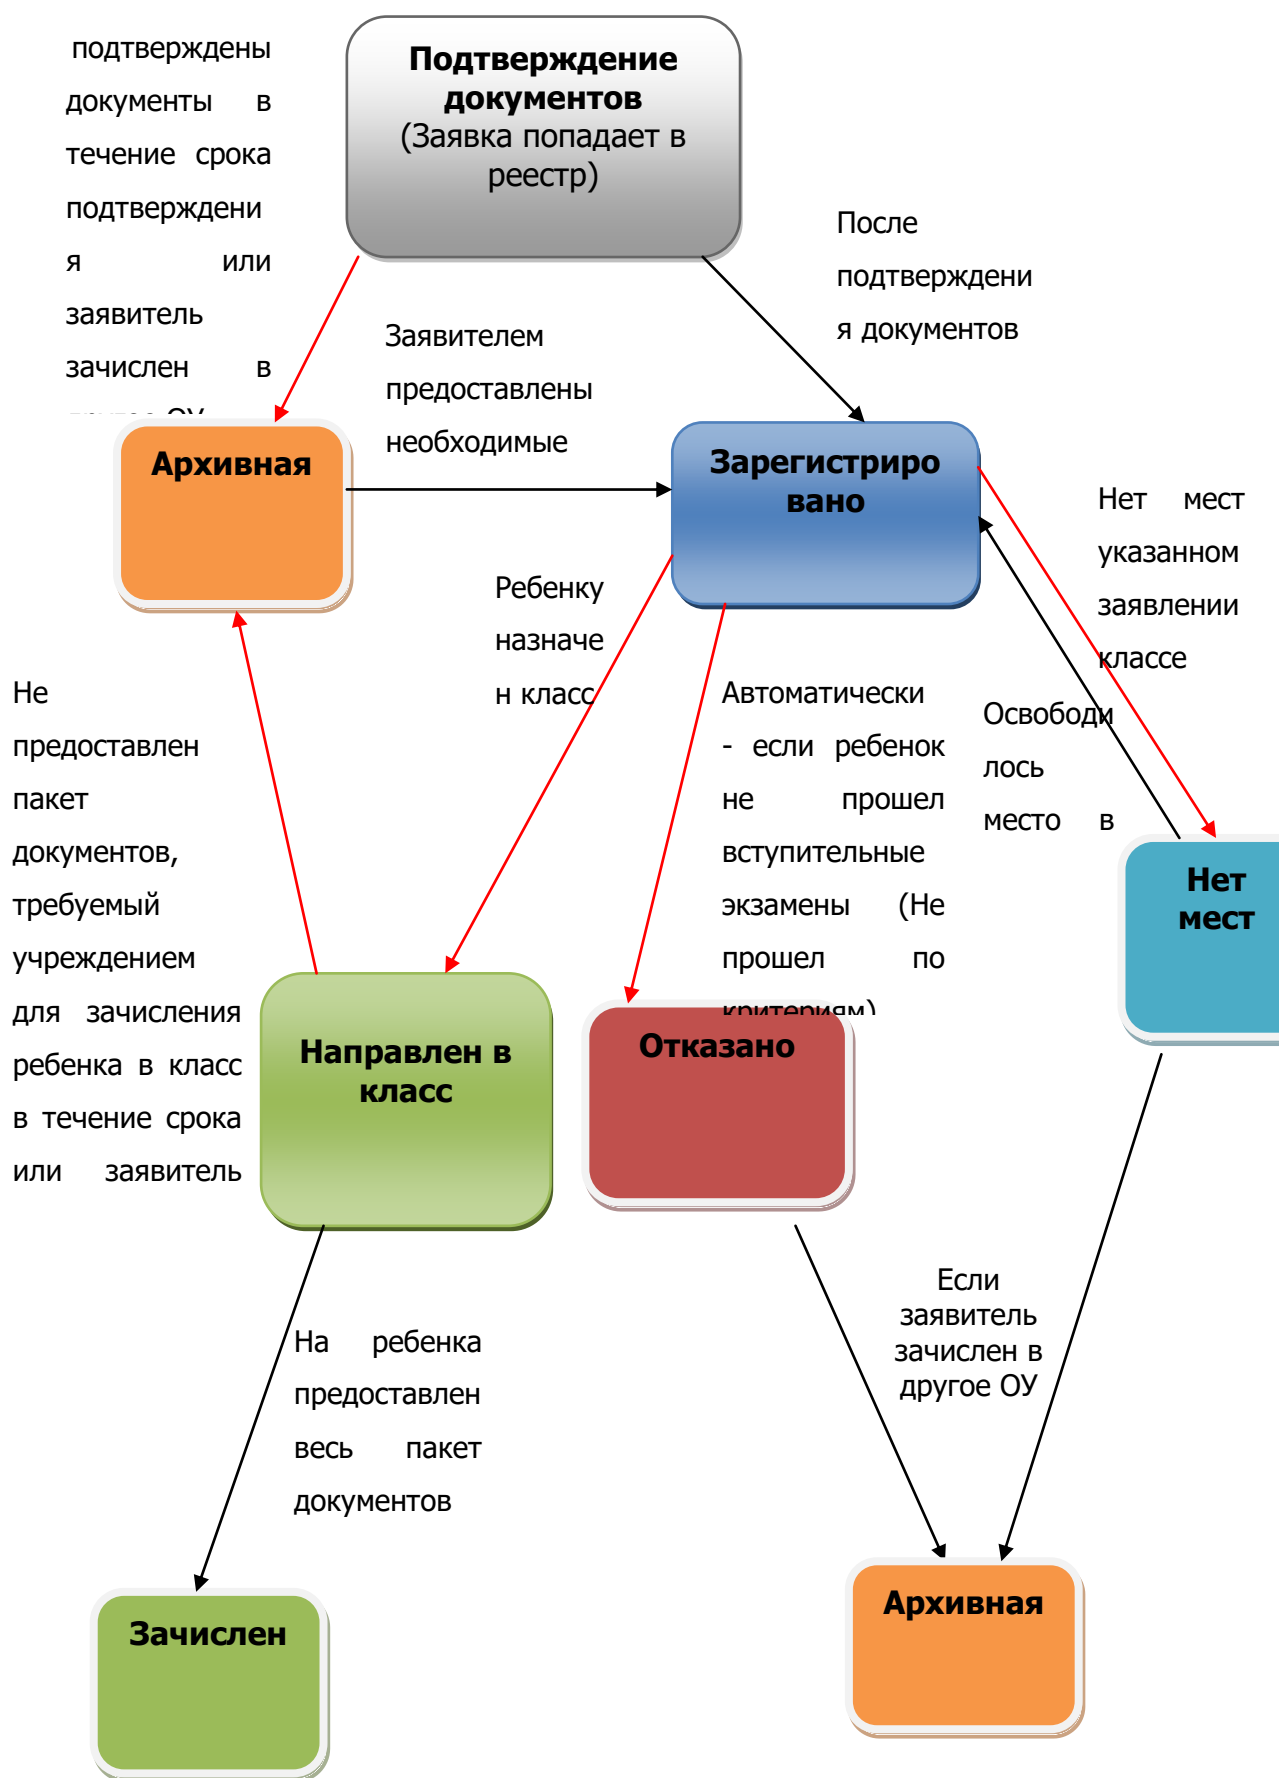 подтверждены
документы в
течение срока
подтверждени
я или
заявитель
зачислен в
другое ОУ
Подтверждение
документов
(Заявка попадает в
реестр)
После
подтверждени
я документов
Заявителем
предоставлены
необходимые
Архивная
Зарегистриро
вано
Нет мест
указанном
заявлении
классе
Ребенку
назначе
н класс
Не
предоставлен
пакет
документов,
требуемый
учреждением
для зачисления
ребенка в класс
в течение срока
или заявитель
Автоматически
- если ребенок
не прошел
вступительные
экзамены (Не
прошел по
критериям)
Освободи
лось
место в
Нет
мест
Направлен в
класс
Отказано
Если
заявитель
зачислен в
другое ОУ
На ребенка
предоставлен
весь пакет
документов
Зачислен
Архивная